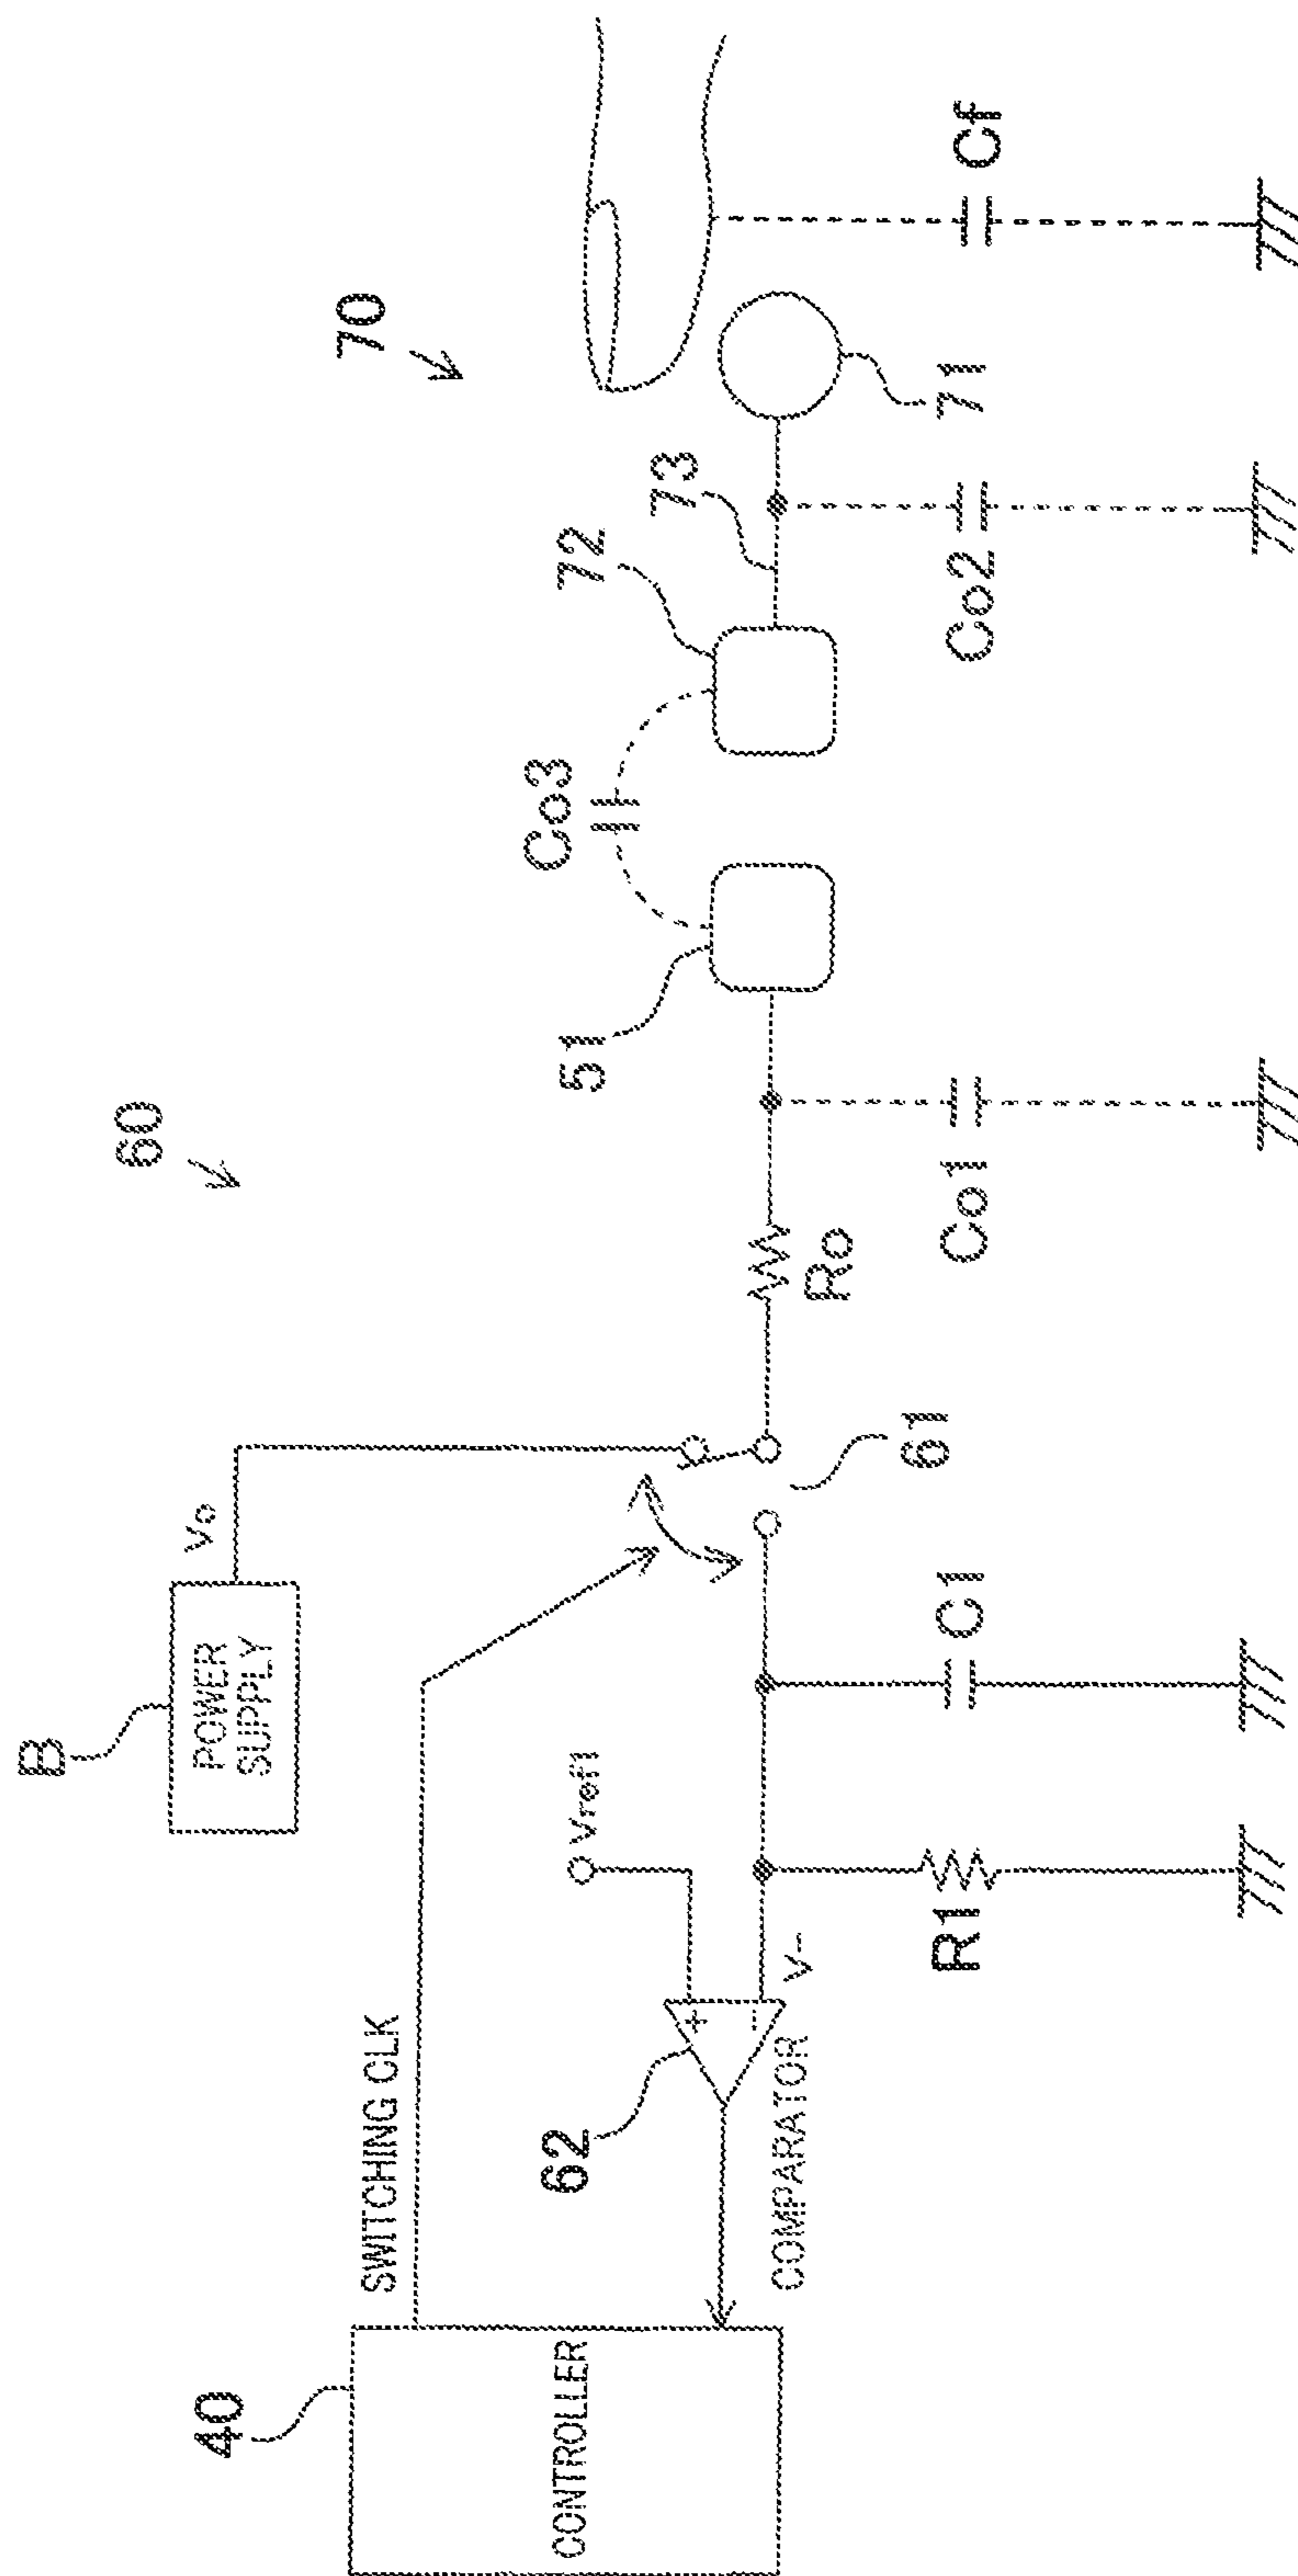 B
POWER
SUPPLY
Vo
60
70
40
CONTROLLER
SWITCHING CLK
62
COMPARATOR
+
−
V-
Vref1
R1
C1
61
Ro
Co1
51
Co3
72
73
Co2
71
Cf